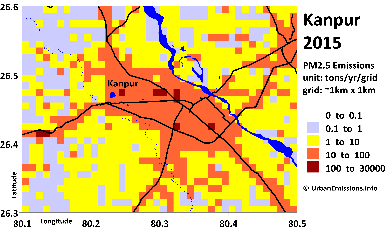 Kanpur
2015
PM2.5 Emissions
unit: tons/yr/grid
grid: ~1km x 1km
0 to 0.1
0.1 to 1
1 to 10
10 to 100
100 to 30000
© UrbanEmissions.info
26.6
26.5
26.4
26.3
Latitude
Kanpur
80.1
Longitude
80.2
80.3
80.4
80.5